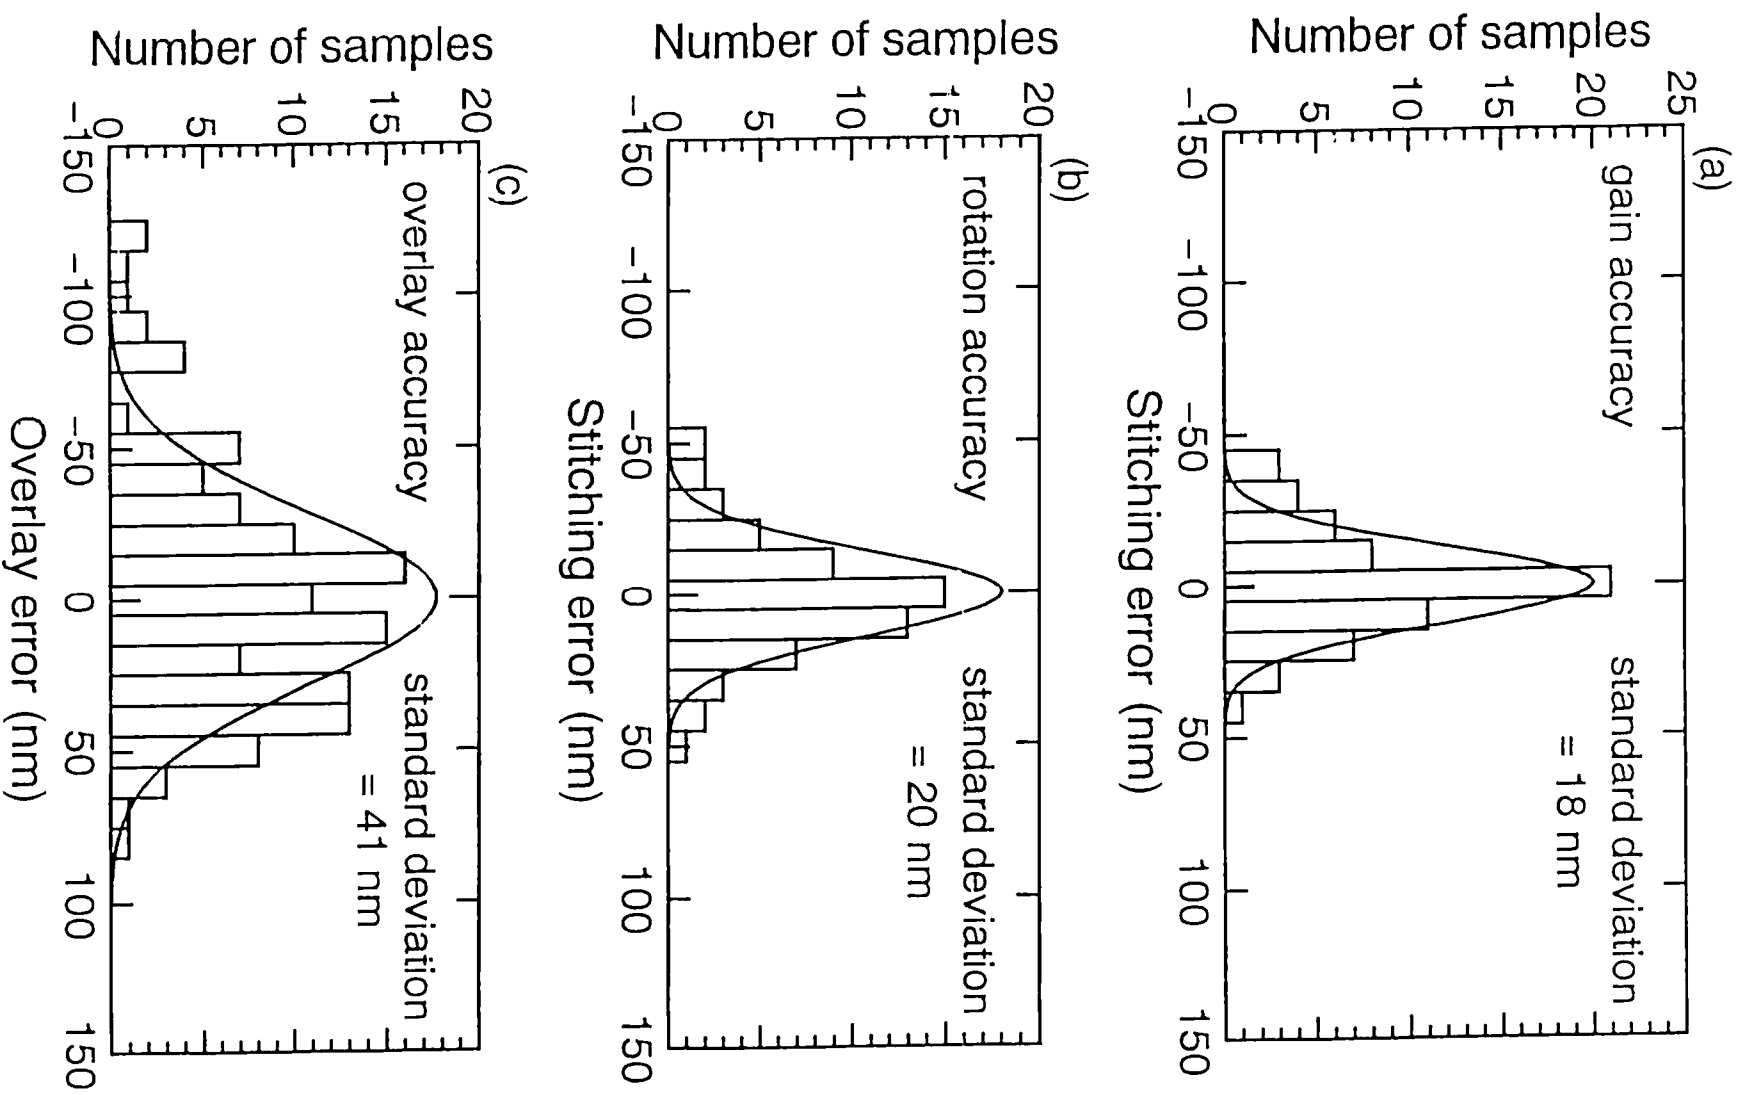 (a)
25
20
15
10
5
0
Number of samples
gain accuracy
standard deviation
= 18 nm
−150 −100 −50 0 50 100 150
Stitching error (nm)
(b)
20
15
10
5
0
Number of samples
rotation accuracy
standard deviation
= 20 nm
−150 −100 −50 0 50 100 150
Stitching error (nm)
(c)
20
15
10
5
0
Number of samples
overlay accuracy
standard deviation
= 41 nm
−150 −100 −50 0 50 100 150
Overlay error (nm)